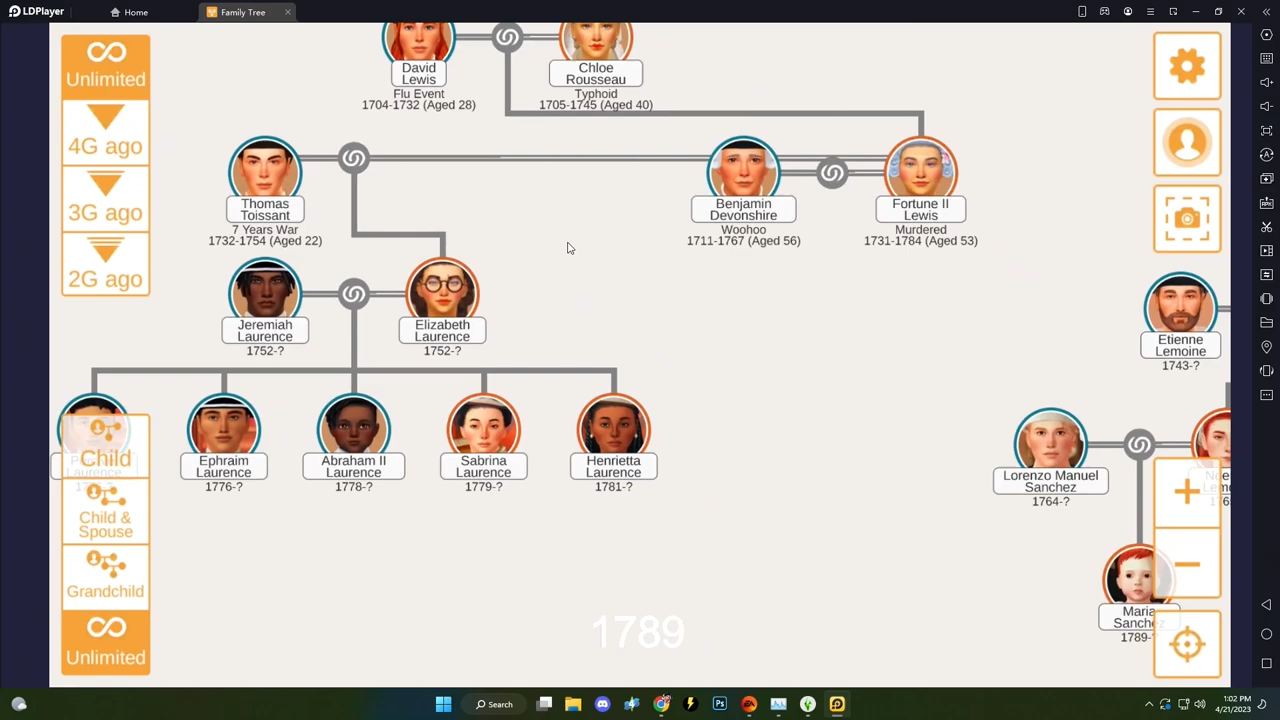 LDPlayer
Home
Family Tree
Unlimited
4G ago
3G ago
2G ago
David
Lewis
Flu Event
1704-1732 (Aged 28)
Chloe
Rousseau
Typhoid
1705-1745 (Aged 40)
Thomas
Toissant
7 Years War
1732-1754 (Aged 22)
Benjamin
Devonshire
Woohoo
1711-1767 (Aged 56)
Fortune II
Lewis
Murdered
1731-1784 (Aged 53)
Jeremiah
Laurence
1752-?
Elizabeth
Laurence
1752-?
Etienne
Lemoine
1743-?
Laurence
Ephraim
Laurence
1776-?
Abraham II
Laurence
1778-?
Sabrina
Laurence
1779-?
Henrietta
Laurence
1781-?
Lorenzo Manuel
Sanchez
1764-?
Maria
Sanchez
1789-?
Child
Child &
Spouse
Grandchild
Unlimited
1789
Search
1:02 PM
4/21/2023